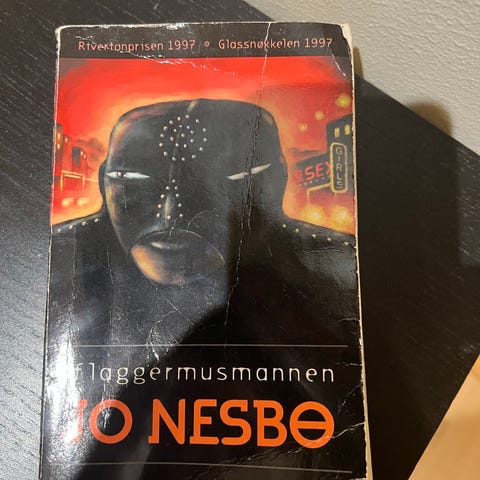 Rivertonprisen 1997 • Glassnøkkelen 1997
SEX
GIRLS
flaggermusmannen
JO NESBØ